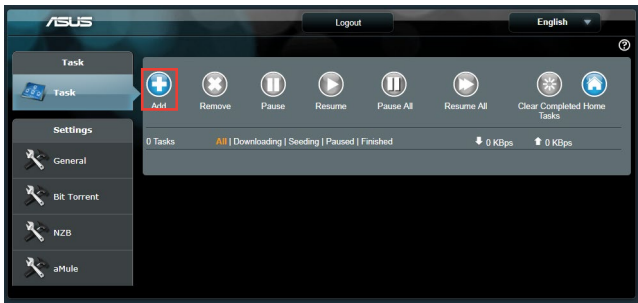 ASUS
Logout
English
?
Task
Task
Add
Remove
Pause
Resume
Pause All
Resume All
Clear Completed Tasks
Home
0 Tasks
All | Downloading | Seeding | Paused | Finished
0 KBps
0 KBps
Settings
General
Bit Torrent
NZB
aMule